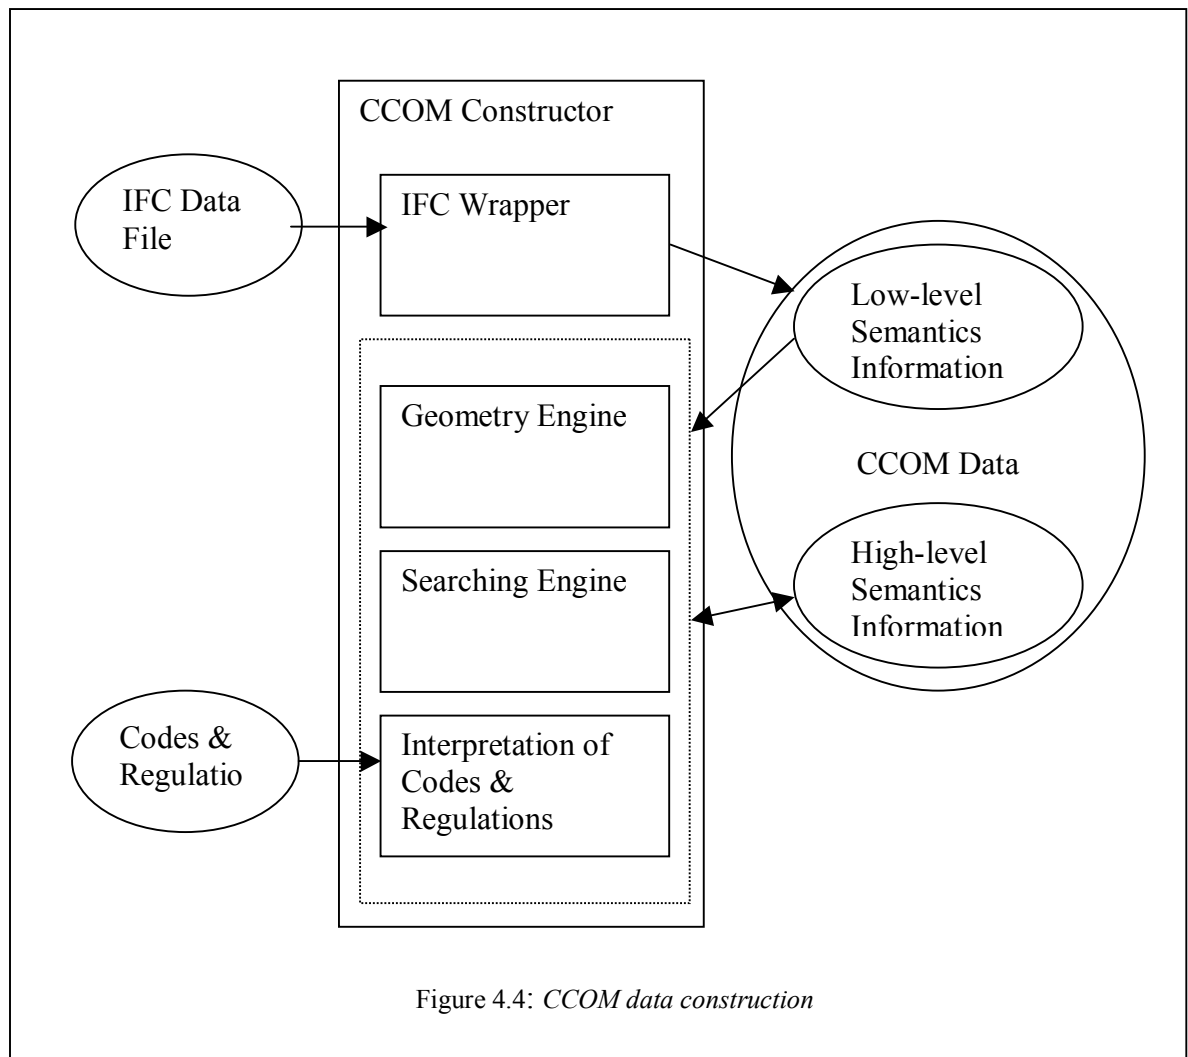 CCOM Constructor
IFC Data
File
IFC Wrapper
Low-level
Semantics
Information
Geometry Engine
CCOM Data
Searching Engine
High-level
Semantics
Information
Codes &
Regulatio
Interpretation of
Codes &
Regulations
Figure 4.4: CCOM data construction